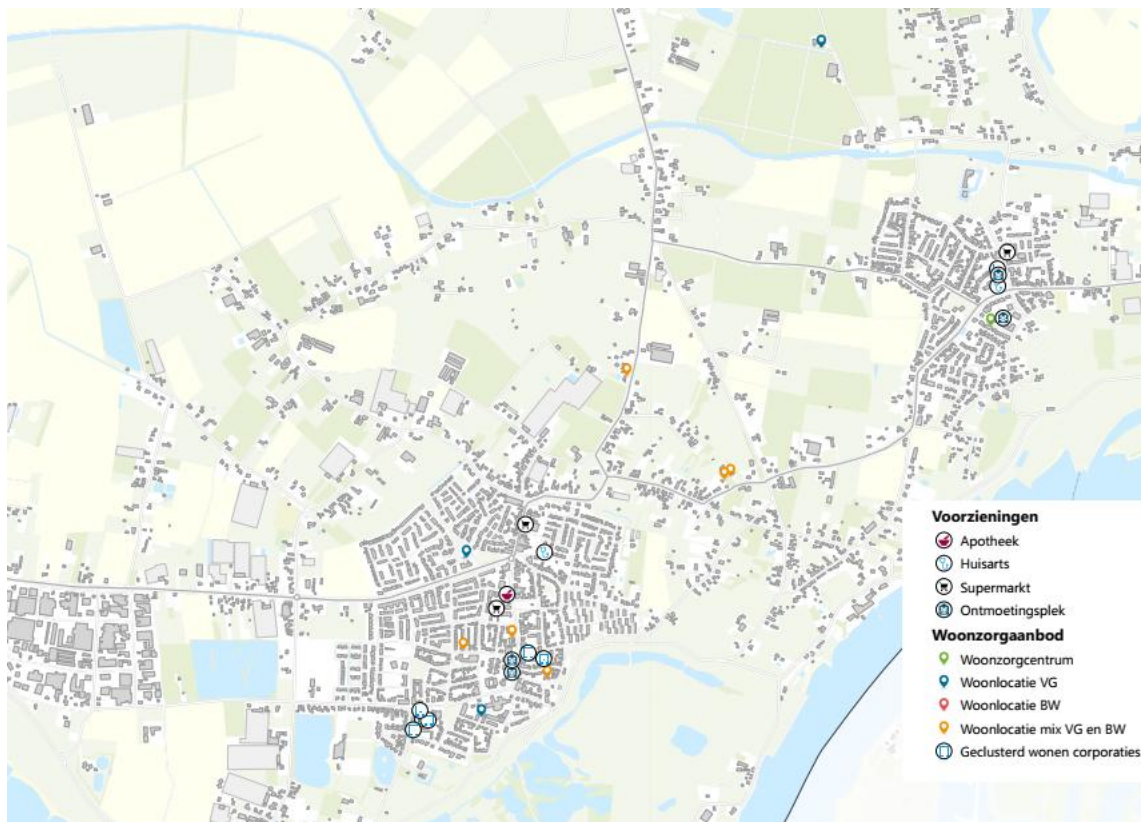 Voorzieningen
Apotheek
Huisarts
Supermarkt
Ontmoetingsplek
Woonzorgaanbod
Woonzorgcentrum
Woonlocatie VG
Woonlocatie BW
Woonlocatie mix VG en BW
Geclusterd wonen corporaties